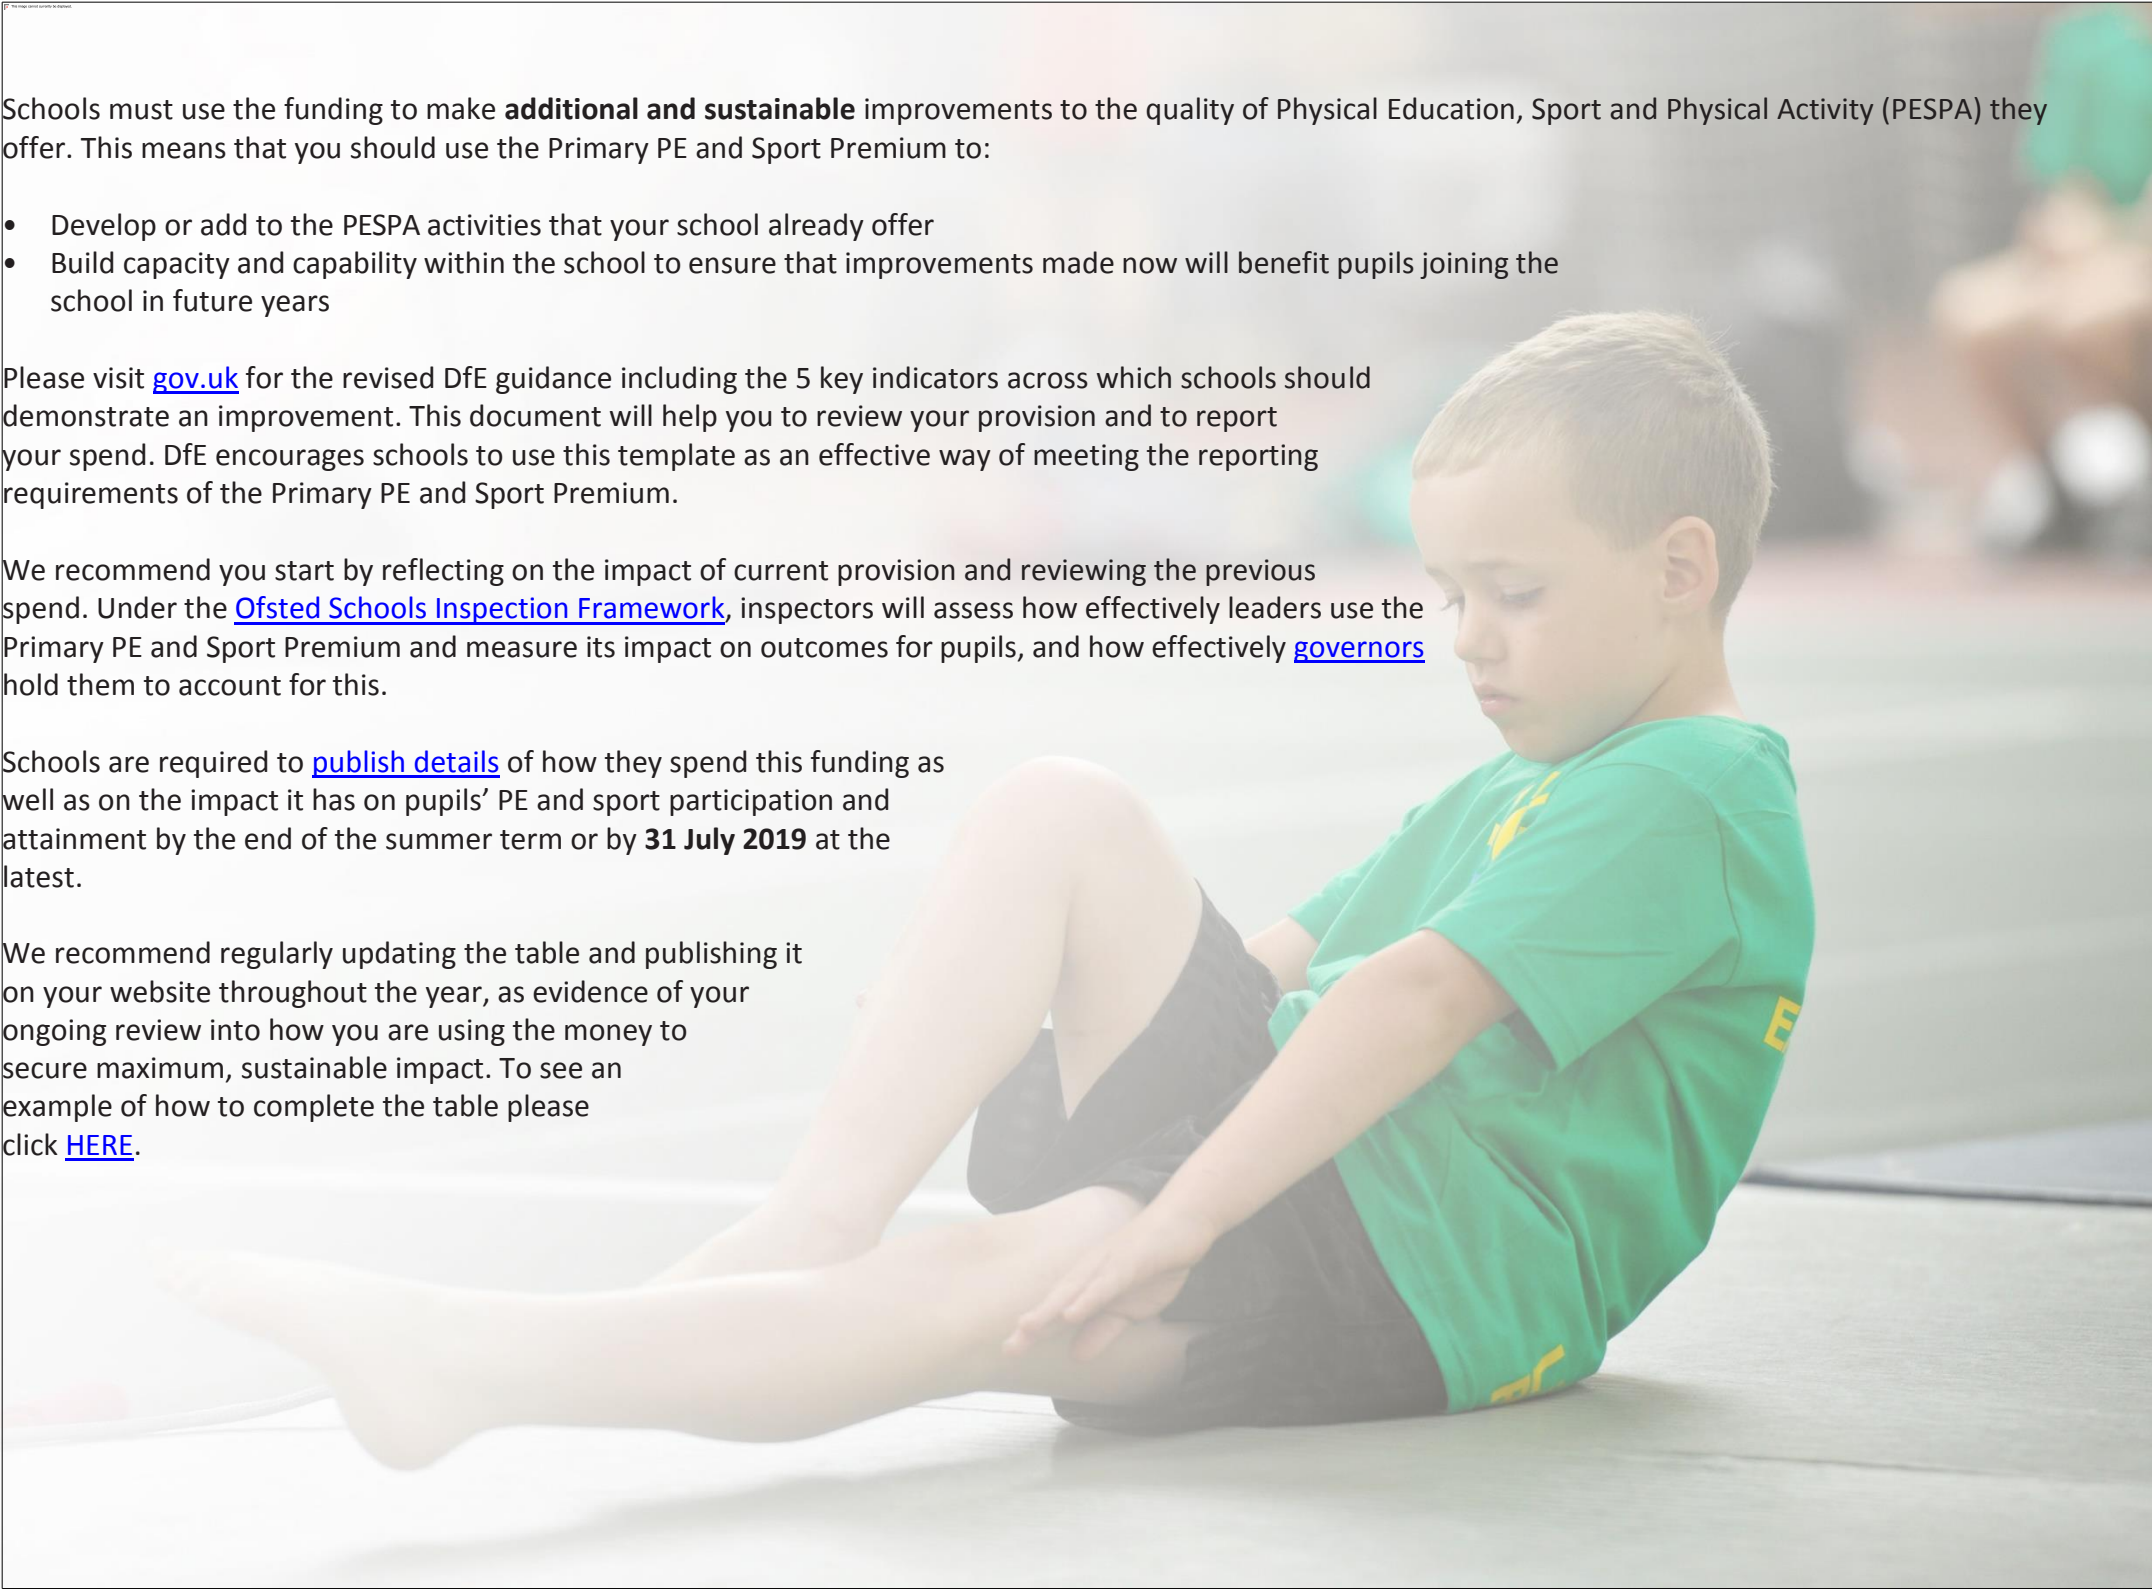 This image cannot currently be displayed.
Schools must use the funding to make additional and sustainable improvements to the quality of Physical Education, Sport and Physical Activity (PESPA) they
offer. This means that you should use the Primary PE and Sport Premium to:
• Develop or add to the PESPA activities that your school already offer
• Build capacity and capability within the school to ensure that improvements made now will benefit pupils joining the
school in future years
Please visit gov.uk for the revised DfE guidance including the 5 key indicators across which schools should
demonstrate an improvement. This document will help you to review your provision and to report
your spend. DfE encourages schools to use this template as an effective way of meeting the reporting
requirements of the Primary PE and Sport Premium.
We recommend you start by reflecting on the impact of current provision and reviewing the previous
spend. Under the Ofsted Schools Inspection Framework, inspectors will assess how effectively leaders use the
Primary PE and Sport Premium and measure its impact on outcomes for pupils, and how effectively governors
hold them to account for this.
Schools are required to publish details of how they spend this funding as
well as on the impact it has on pupils’ PE and sport participation and
attainment by the end of the summer term or by 31 July 2019 at the
latest.
We recommend regularly updating the table and publishing it
on your website throughout the year, as evidence of your
ongoing review into how you are using the money to
secure maximum, sustainable impact. To see an
example of how to complete the table please
click HERE.